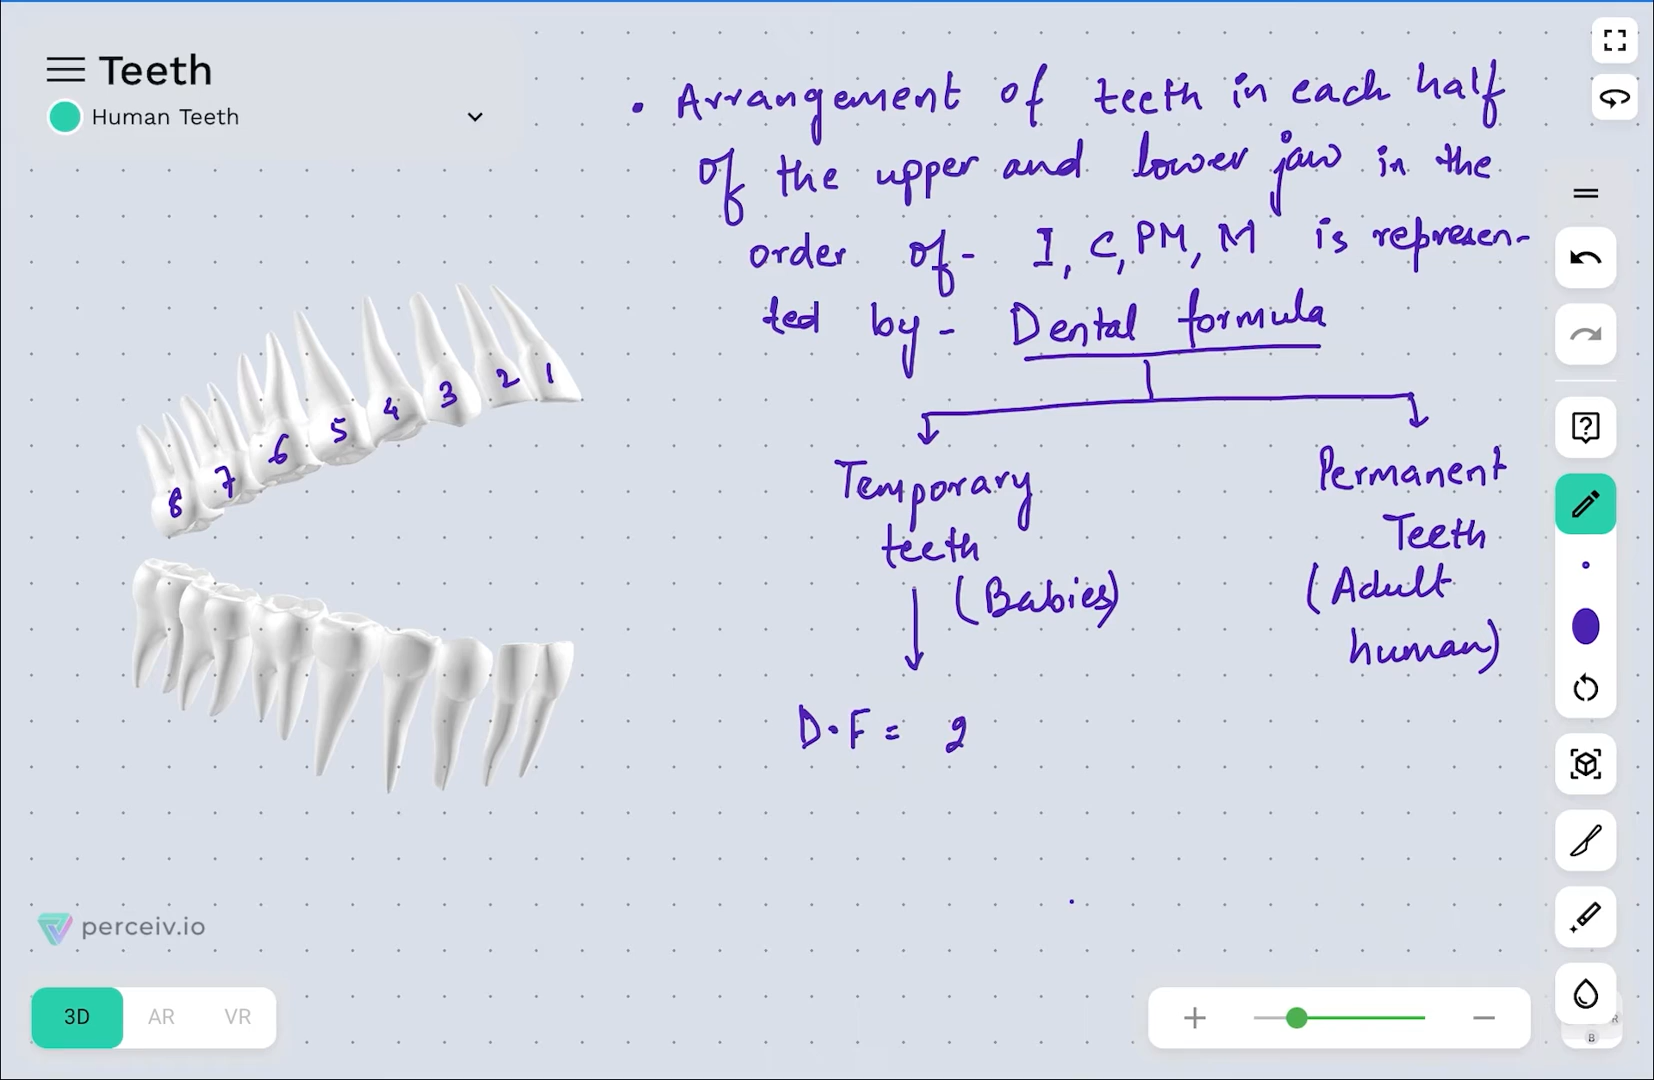 Teeth
Human Teeth
• Arrangement of teeth in each half
of the upper and lower jaw in the
order of - I, C, PM, M is represen-
ted by - Dental formula
Temporary
teeth
(Babies)
Permanent
Teeth
(Adult
human)
D.F = 2
1
2
3
4
5
6
7
8
perceiv.io
3D AR VR
R
B